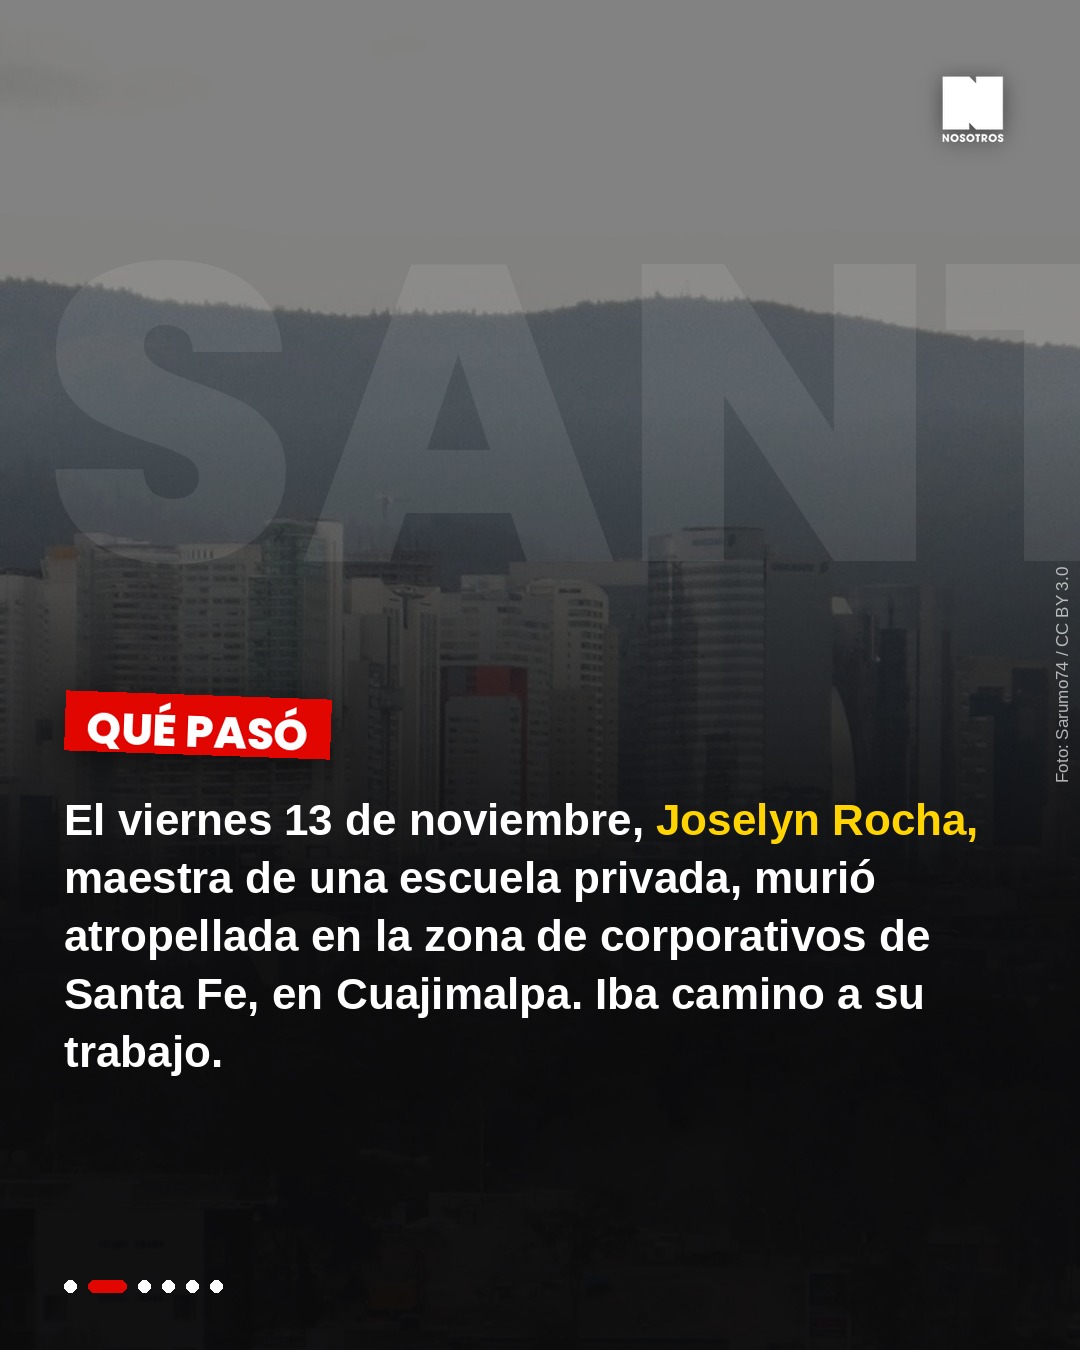 N
NOSOTROS
SANT
Foto: Sarumo74 / CC BY 3.0
QUÉ PASÓ
El viernes 13 de noviembre, Joselyn Rocha,
maestra de una escuela privada, murió
atropellada en la zona de corporativos de
Santa Fe, en Cuajimalpa. Iba camino a su
trabajo.